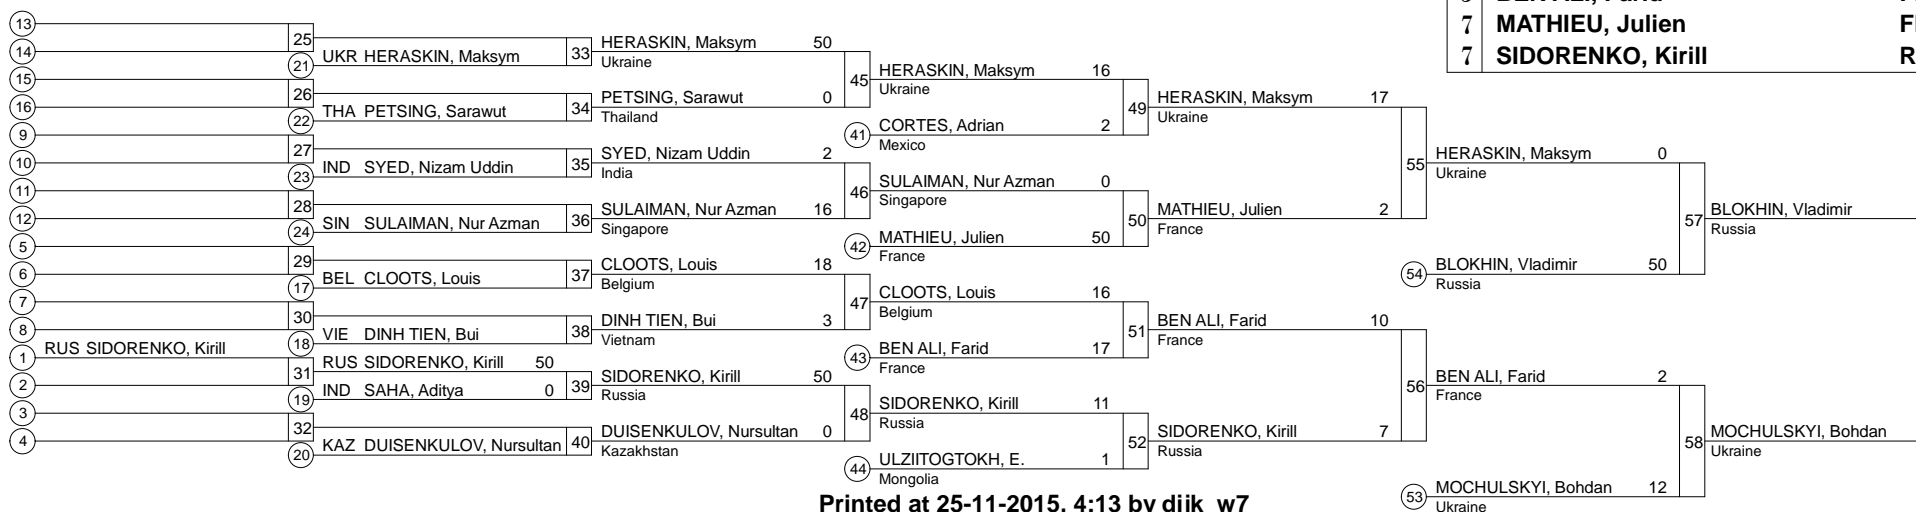 BEN ALI, Farid
7 MATHIEU, Julien
7 SIDORENKO, Kirill R
13
14
15
16
9
10
11
12
5
6
7
8
1 RUS SIDORENKO, Kirill
2
3
4
25
21 UKR HERASKIN, Maksym
26
22 THA PETSING, Sarawut
27
23 IND SYED, Nizam Uddin
28
24 SIN SULAIMAN, Nur Azman
29
17 BEL CLOOTS, Louis
30
18 VIE DINH TIEN, Bui
31 RUS SIDORENKO, Kirill 50
19 IND SAHA, Aditya 0
32
20 KAZ DUISENKULOV, Nursultan
33 HERASKIN, Maksym 50
Ukraine
34 PETSING, Sarawut 0
Thailand
35 SYED, Nizam Uddin 2
India
36 SULAIMAN, Nur Azman 16
Singapore
37 CLOOTS, Louis 18
Belgium
38 DINH TIEN, Bui 3
Vietnam
39 SIDORENKO, Kirill 50
Russia
40 DUISENKULOV, Nursultan 0
Kazakhstan
45 HERASKIN, Maksym 16
Ukraine
41 CORTES, Adrian 2
Mexico
46 SULAIMAN, Nur Azman 0
Singapore
42 MATHIEU, Julien 50
France
47 CLOOTS, Louis 16
Belgium
43 BEN ALI, Farid 17
France
48 SIDORENKO, Kirill 11
Russia
44 ULZIITOGTOKH, E. 1
Mongolia
49 HERASKIN, Maksym 17
Ukraine
50 MATHIEU, Julien 2
France
51 BEN ALI, Farid 10
France
52 SIDORENKO, Kirill 7
Russia
55 HERASKIN, Maksym 0
Ukraine
54 BLOKHIN, Vladimir 50
Russia
56 BEN ALI, Farid 2
France
53 MOCHULSKYI, Bohdan 12
Ukraine
57 BLOKHIN, Vladimir
Russia
58 MOCHULSKYI, Bohdan
Ukraine
Printed at 25-11-2015, 4:13 by djik_w7